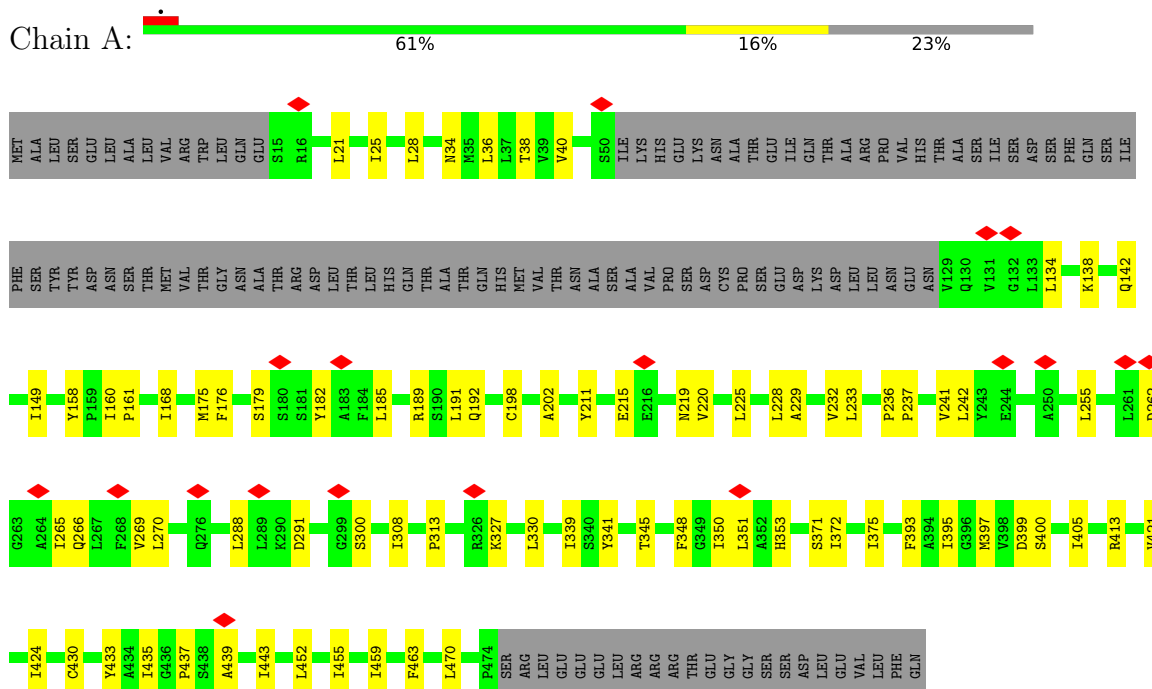 Chain A:
61% 16% 23%
MET ALA LEU SER GLU LEU ALA LEU VAL ARG TRP LEU GLN GLU S15 R16 L21 I25 L28 N34 M35 L36 L37 T38 V39 V40 S50 ILE LYS HIS GLU LYS ASN ALA THR GLU ILE GLN THR ALA ARG PRO VAL HIS THR ALA SER ILE SER ASP SER PHE GLN SER ILE
PHE SER TYR TYR ASP ASN SER THR MET VAL THR GLY ASN ALA THR ARG ASP LEU THR LEU HIS GLN THR ALA THR GLN HIS MET VAL THR ASN ALA SER ALA VAL PRO SER ASP CYS PRO SER GLU ASP LYS ASP LEU LEU ASN GLU ASN V129 Q130 V131 G132 L133 L134 K138 Q142
I149 Y158 P159 I160 P161 I168 M175 F176 S179 S180 S181 Y182 A183 F184 L185 R189 S190 L191 Q192 C198 A202 Y211 E215 E216 N219 V220 L225 L228 A229 V232 L233 P236 P237 V241 L242 Y243 E244 A250 L255 L261
G263 A264 I265 Q266 L267 F268 V269 L270 Q276 L288 L289 K290 D291 G299 S300 I308 P313 R326 K327 L330 I339 S340 Y341 T345 F348 G349 I350 L351 A352 H353 S371 I372 I375 F393 A394 I395 G396 M397 V398 D399 S400 I405 R413
I424 C430 Y433 A434 I435 G436 P437 S438 A439 I443 L452 I455 I459 F463 L470 P474 SER ARG LEU GLU GLU GLU LEU ARG ARG ARG THR GLU GLY GLY SER SER ASP LEU GLU VAL LEU PHE GLN